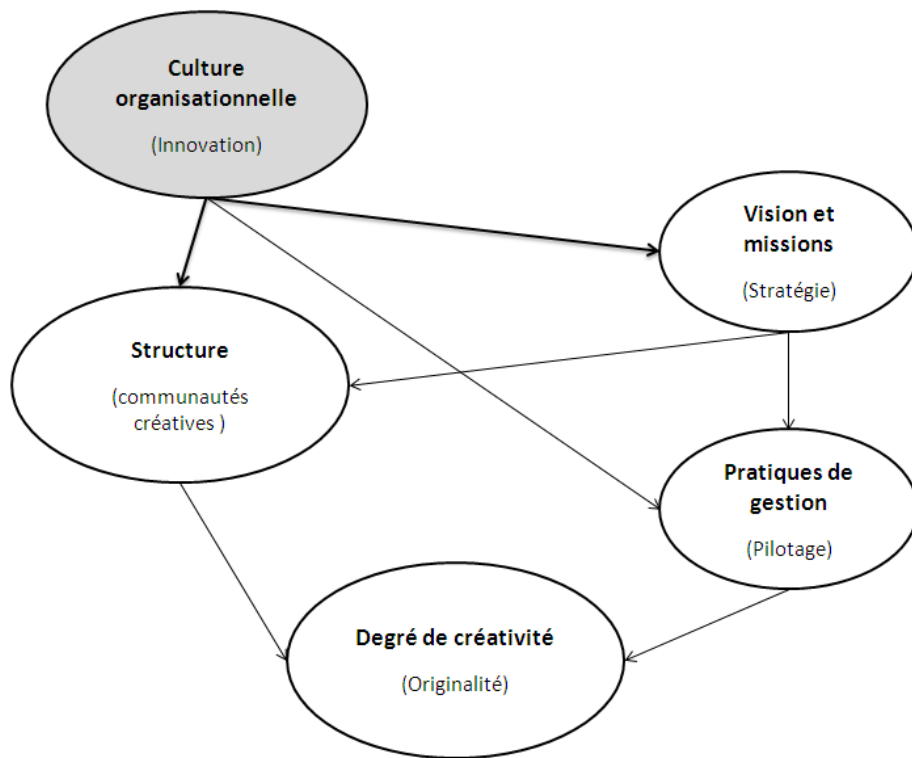 Culture
organisationnelle
(Innovation)
Vision et
missions
(Stratégie)
Structure
(communautés
créatives )
Pratiques de
gestion
(Pilotage)
Degré de créativité
(Originalité)